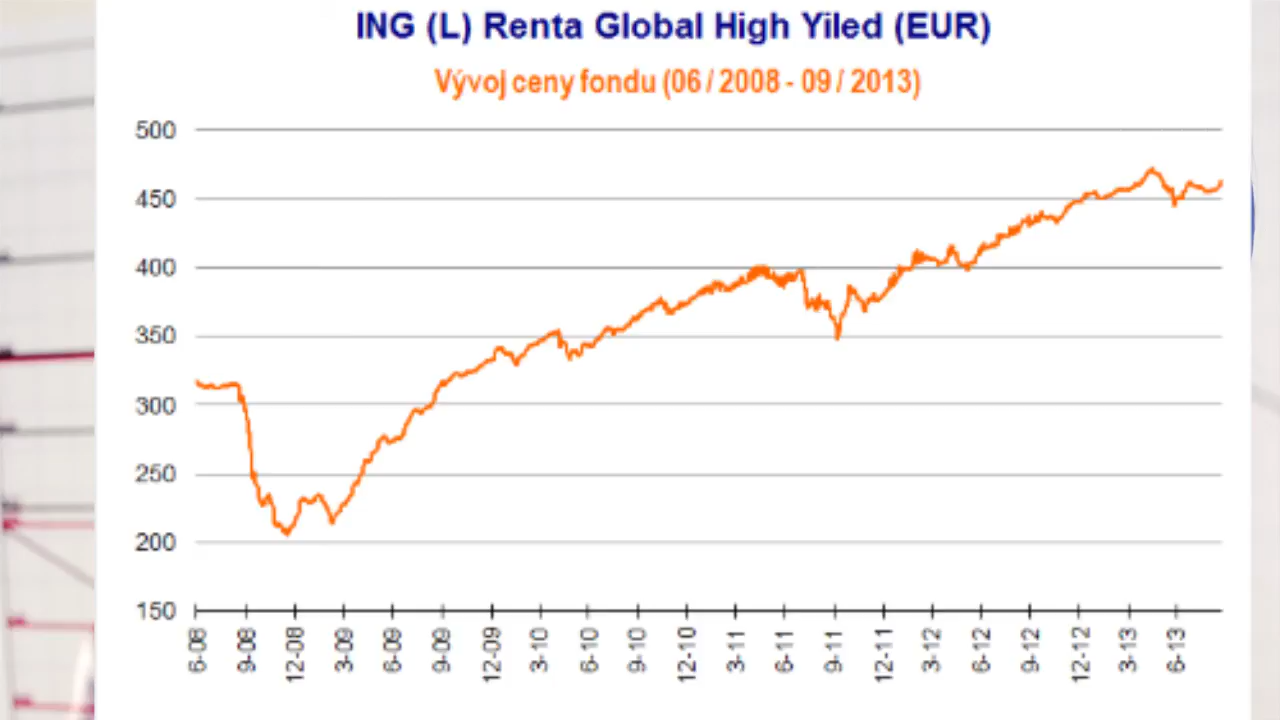 ING (L) Renta Global High Yiled (EUR)
Vývoj ceny fondu (06 / 2008 - 09 / 2013)
500
450
400
350
300
250
200
150
6-08 9-08 12-08 3-09 6-09 9-09 12-09 3-10 6-10 9-10 12-10 3-11 6-11 9-11 12-11 3-12 6-12 9-12 12-12 3-13 6-13